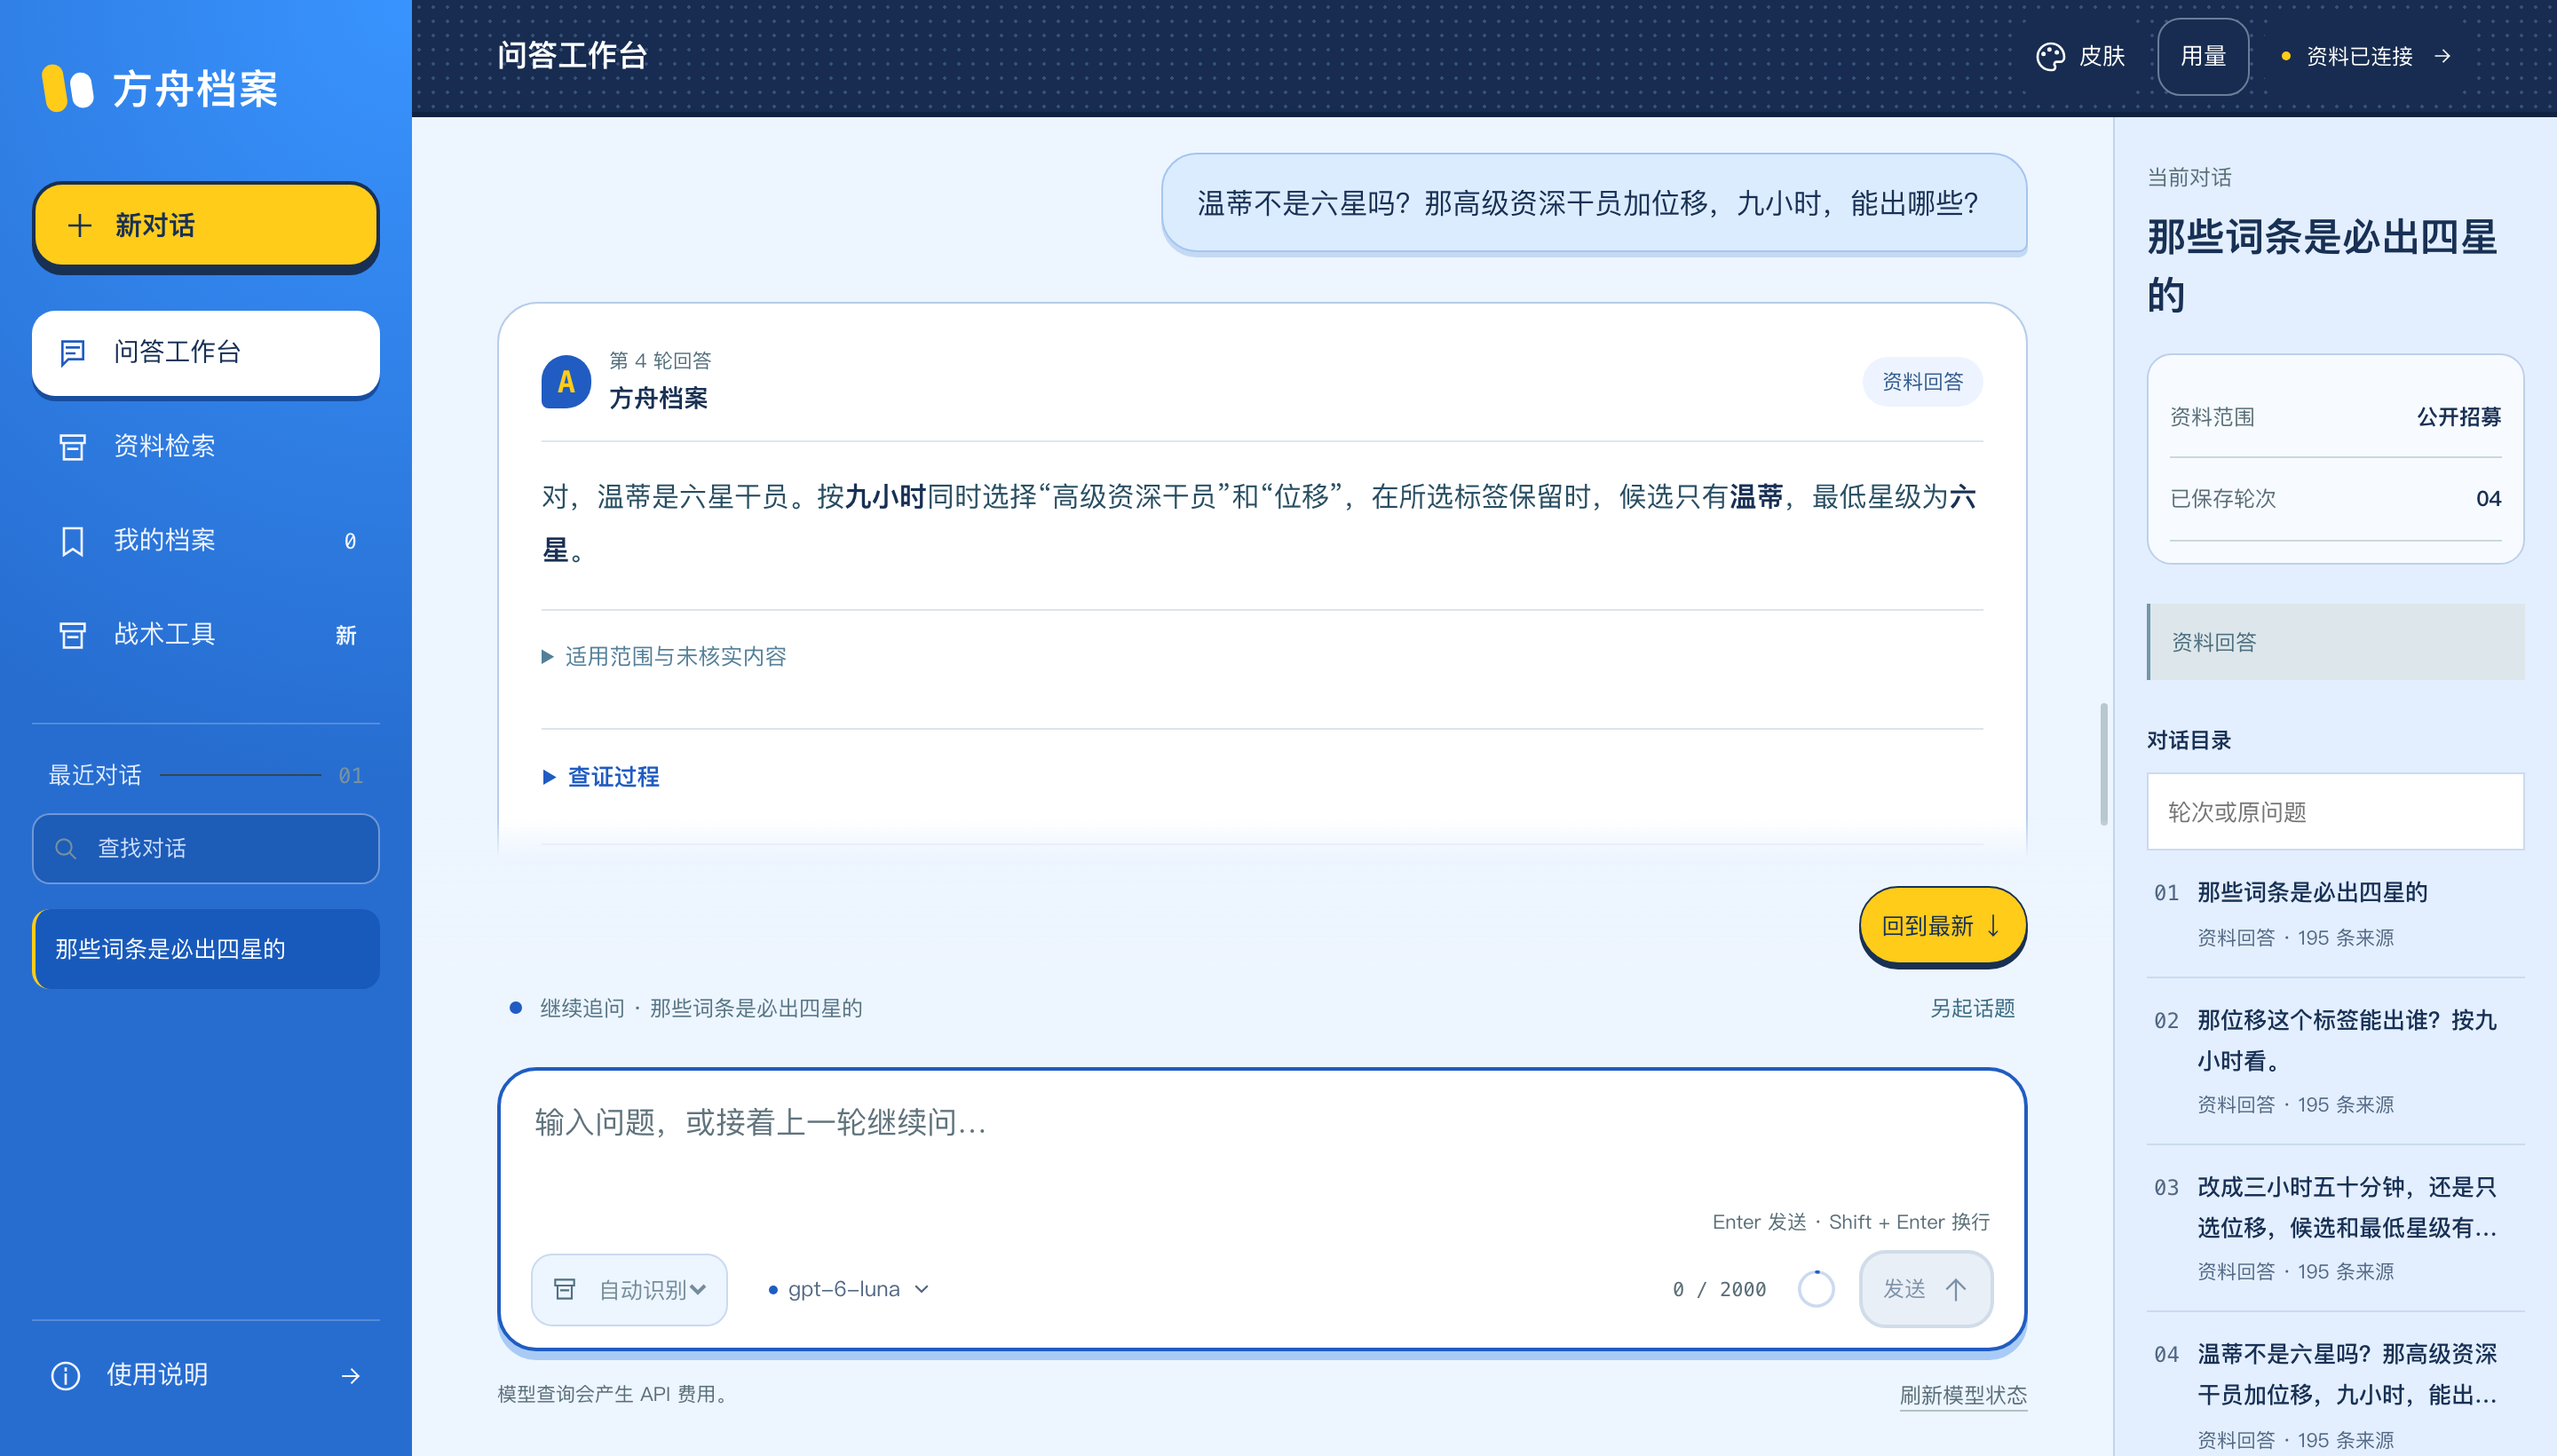 方舟档案
新对话
问答工作台
资料检索
我的档案 0
战术工具 新
最近对话 01
查找对话
那些词条是必出四星的
使用说明
问答工作台
皮肤
用量
资料已连接 →
温蒂不是六星吗？那高级资深干员加位移，九小时，能出哪些？
A
第 4 轮回答
方舟档案
资料回答
对，温蒂是六星干员。按九小时同时选择“高级资深干员”和“位移”，在所选标签保留时，候选只有温蒂，最低星级为六
星。
适用范围与未核实内容
查证过程
回到最新 ↓
继续追问 · 那些词条是必出四星的
另起话题
输入问题，或接着上一轮继续问…
Enter 发送 · Shift + Enter 换行
自动识别
gpt-6-luna
0 / 2000
发送 ↑
模型查询会产生 API 费用。
刷新模型状态
当前对话
那些词条是必出四星
的
资料范围 公开招募
已保存轮次 04
资料回答
对话目录
轮次或原问题
01 那些词条是必出四星的
资料回答 · 195 条来源
02 那位移这个标签能出谁？按九
小时看。
资料回答 · 195 条来源
03 改成三小时五十分钟，还是只
选位移，候选和最低星级有…
资料回答 · 195 条来源
04 温蒂不是六星吗？那高级资深
干员加位移，九小时，能出…
资料回答 · 195 条来源